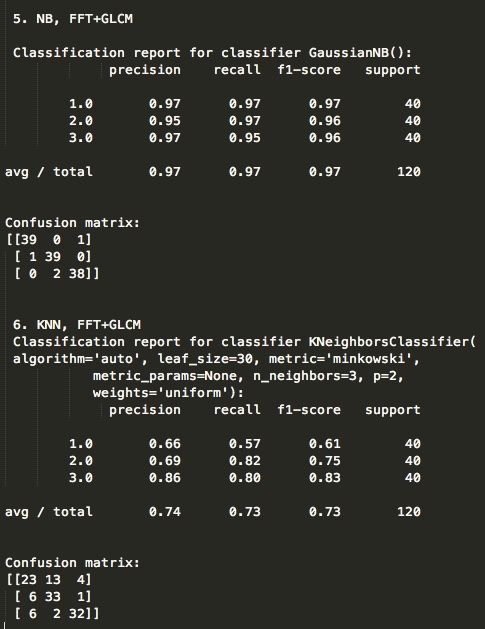 5. NB, FFT+GLCM
Classification report for classifier GaussianNB():
precision recall f1-score support
1.0 0.97 0.97 0.97 40
2.0 0.95 0.97 0.96 40
3.0 0.97 0.95 0.96 40
avg / total 0.97 0.97 0.97 120
Confusion matrix:
[[39 0 1]
[ 1 39 0]
[ 0 2 38]]
6. KNN, FFT+GLCM
Classification report for classifier KNeighborsClassifier(
algorithm='auto', leaf_size=30, metric='minkowski',
metric_params=None, n_neighbors=3, p=2,
weights='uniform'):
precision recall f1-score support
1.0 0.66 0.57 0.61 40
2.0 0.69 0.82 0.75 40
3.0 0.86 0.80 0.83 40
avg / total 0.74 0.73 0.73 120
Confusion matrix:
[[23 13 4]
[ 6 33 1]
[ 6 2 32]]